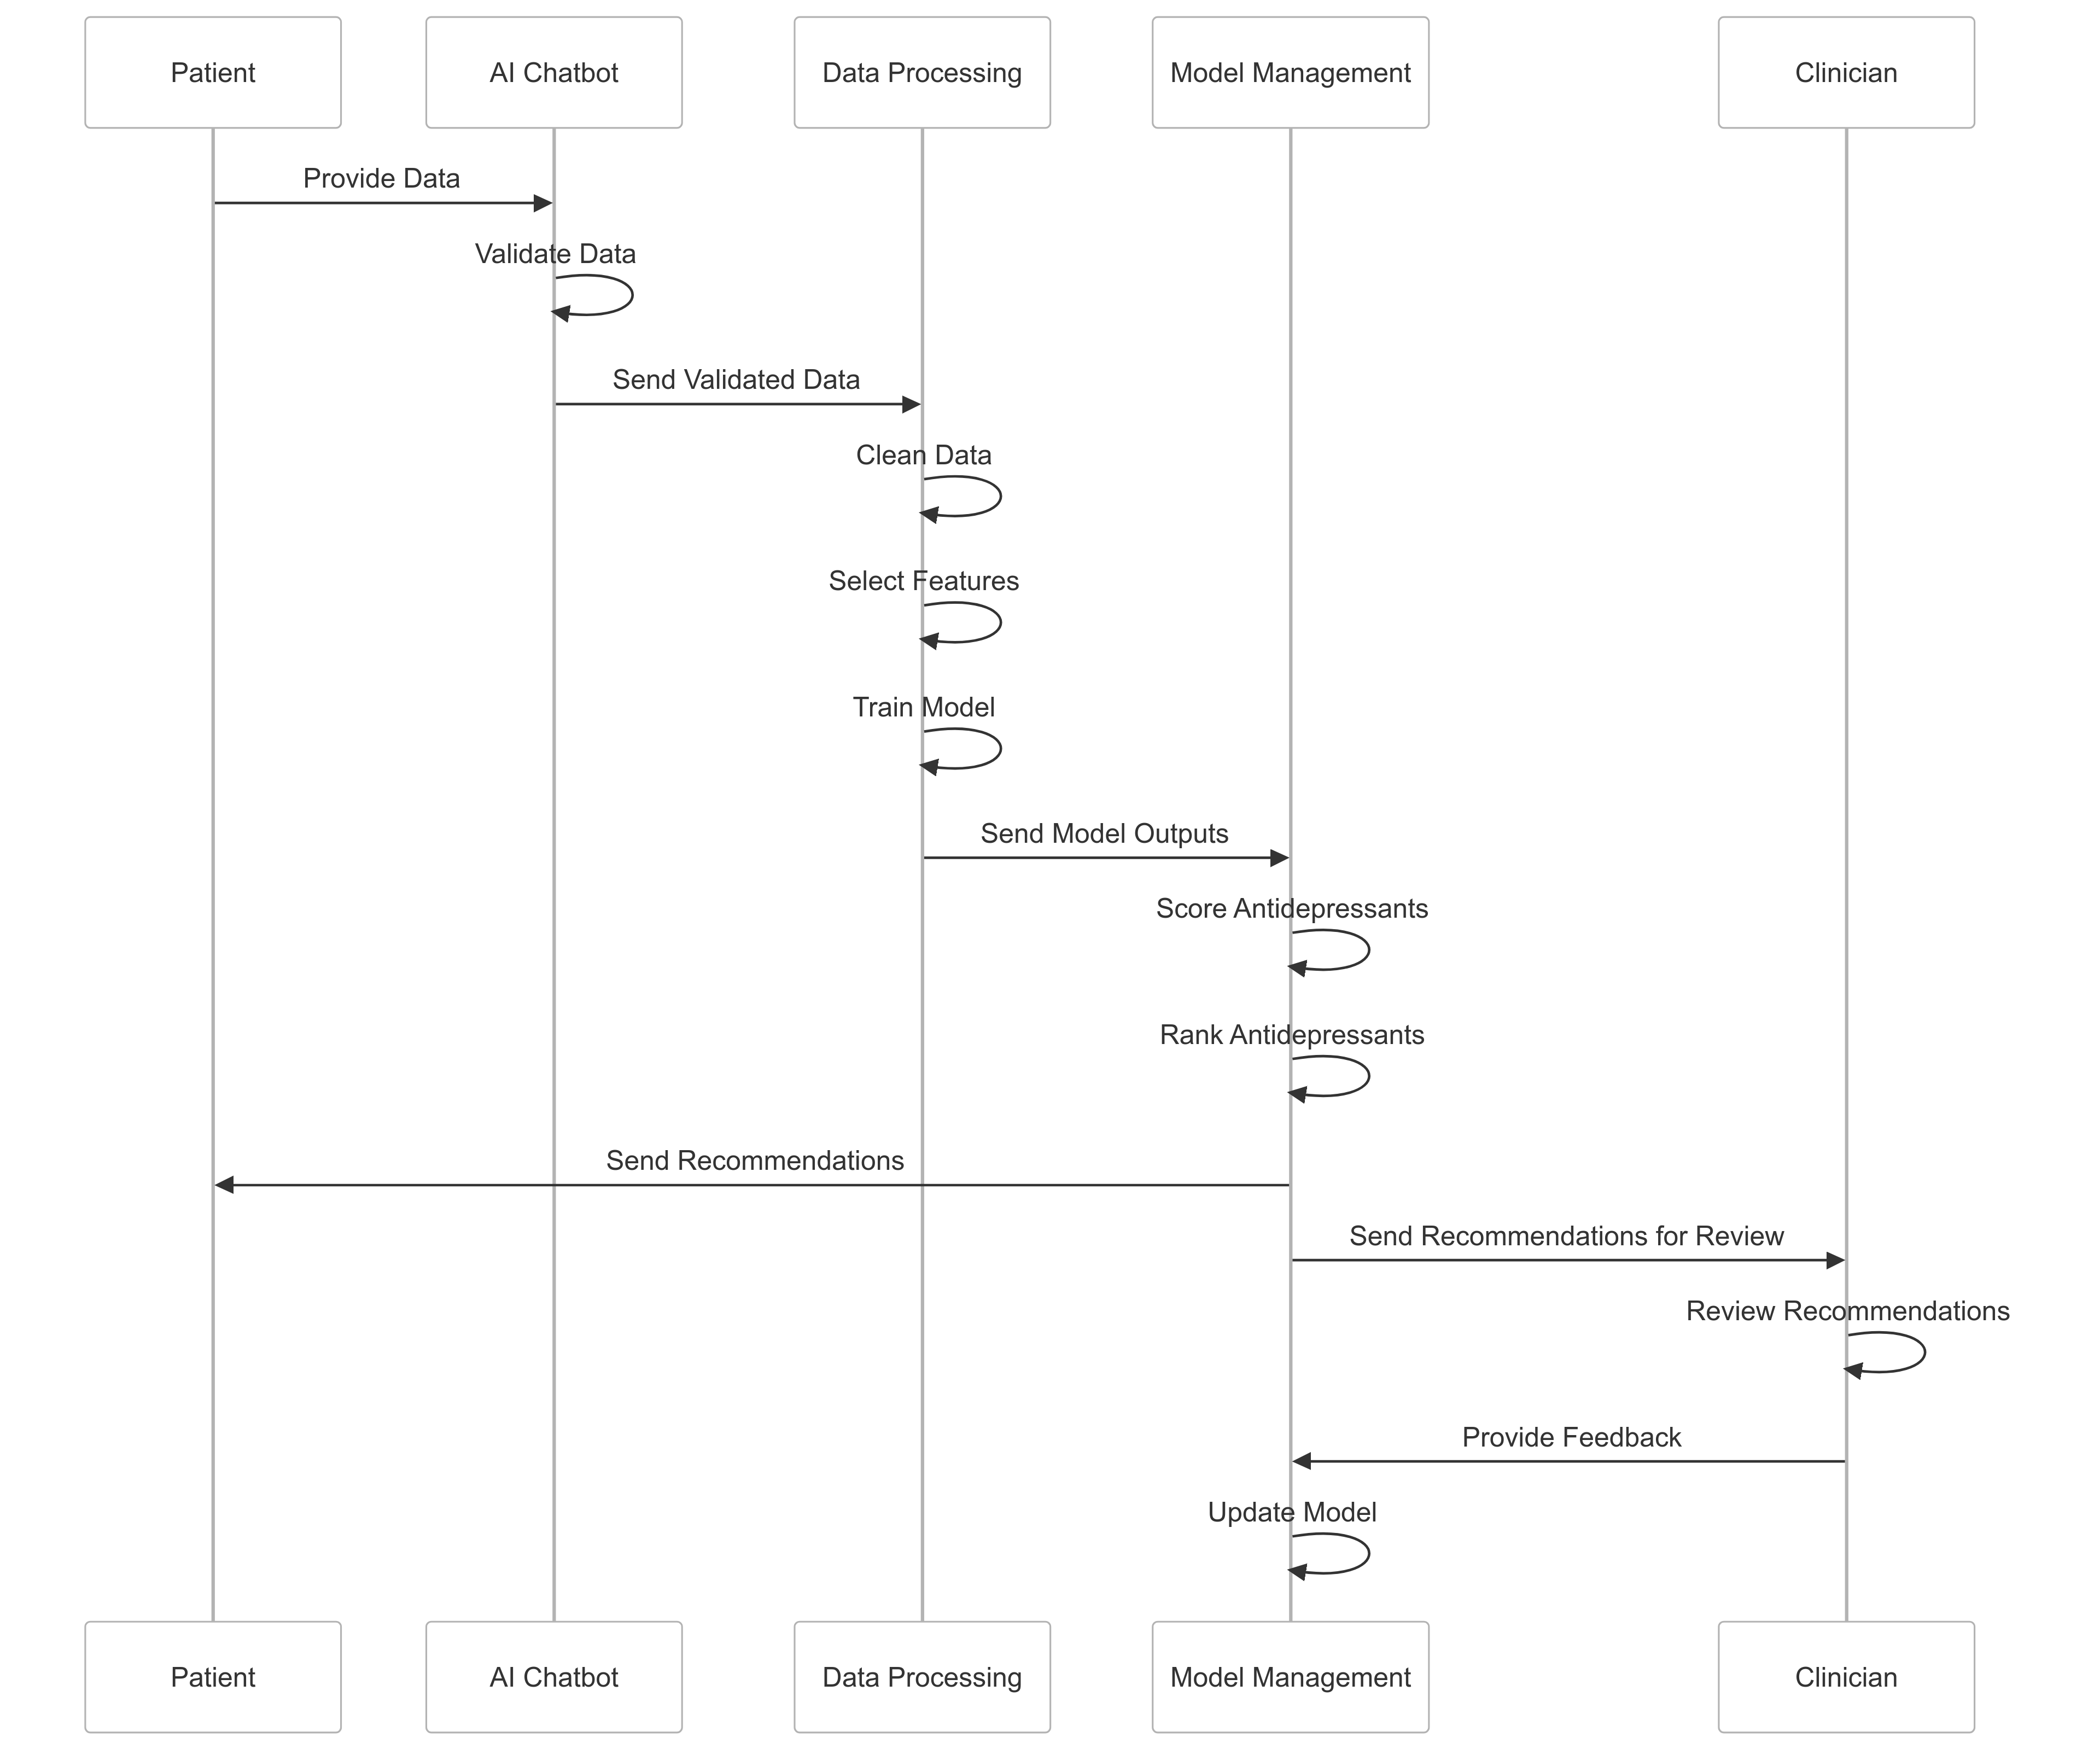 Patient
AI Chatbot
Data Processing
Model Management
Clinician
Provide Data
Validate Data
Send Validated Data
Clean Data
Select Features
Train Model
Send Model Outputs
Score Antidepressants
Rank Antidepressants
Send Recommendations
Send Recommendations for Review
Review Recommendations
Provide Feedback
Update Model
Patient
AI Chatbot
Data Processing
Model Management
Clinician